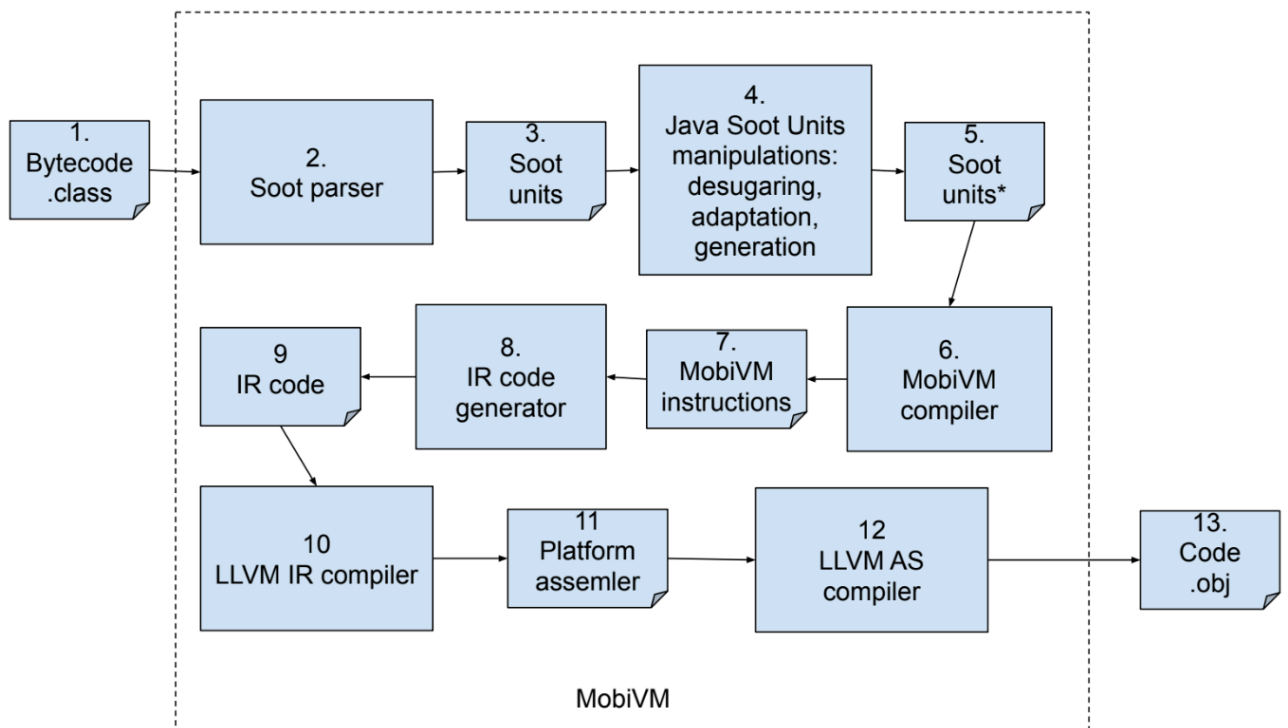 1.
Bytecode
.class
2.
Soot parser
3.
Soot
units
4.
Java Soot Units
manipulations:
desugaring,
adaptation,
generation
5.
Soot
units*
6.
MobiVM
compiler
7.
MobiVM
instructions
8.
IR code
generator
9
IR code
10
LLVM IR compiler
11
Platform
assemler
12
LLVM AS
compiler
13.
Code
.obj
MobiVM